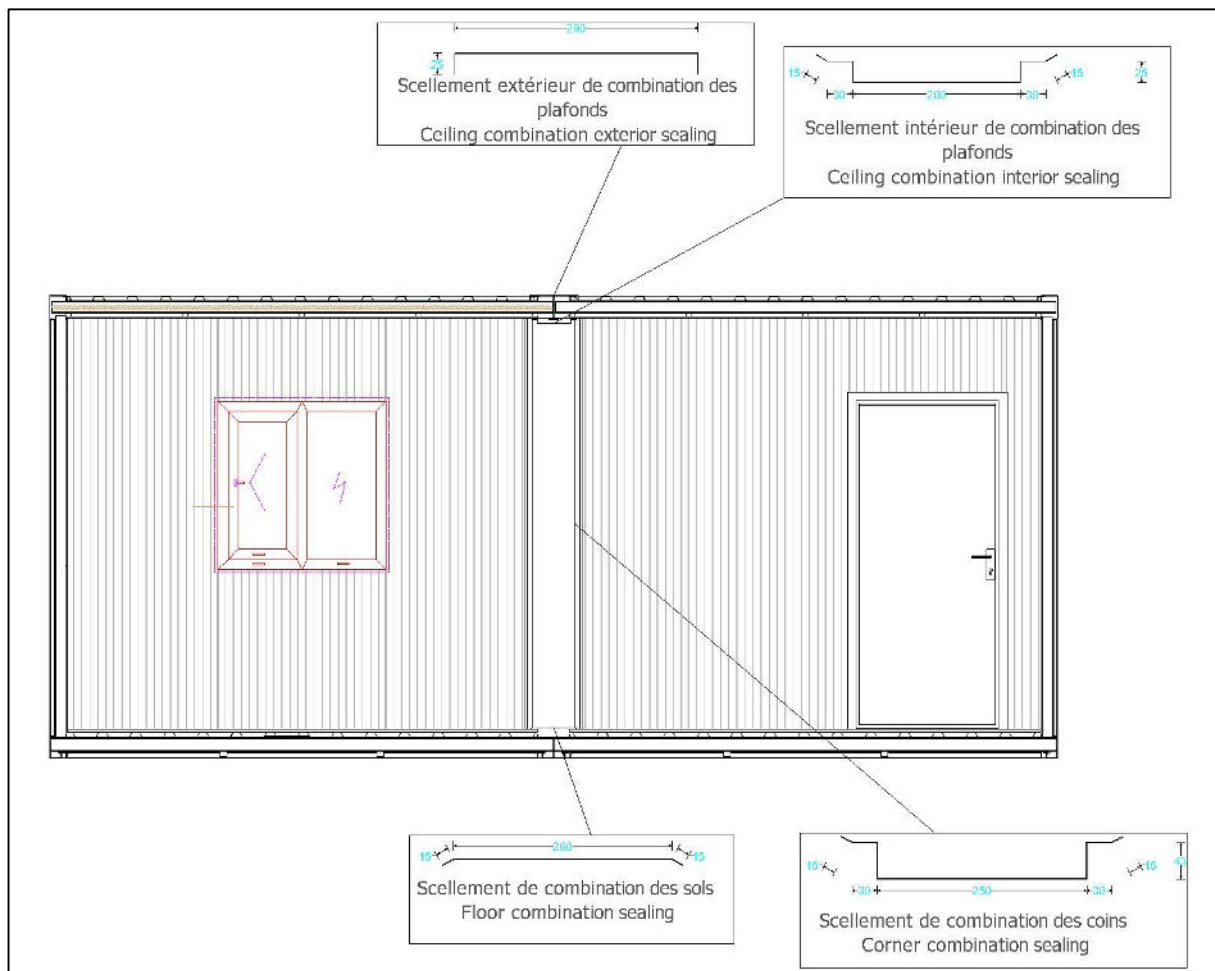 290
25
Scellement extérieur de combination des
plafonds
Ceiling combination exterior sealing
15
15
30
200
30
25
Scellement intérieur de combination des
plafonds
Ceiling combination interior sealing
15
260
15
Scellement de combination des sols
Floor combination sealing
15
15
30
250
30
Scellement de combination des coins
Corner combination sealing